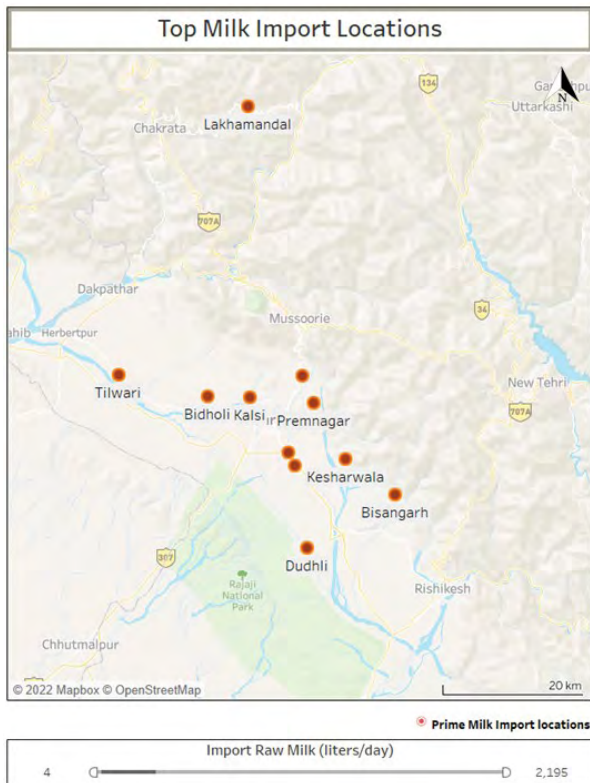 Top Milk Import Locations
134
N
Uttarkashi
Lakhamandal
Chakrata
707A
Dakpathar
Mussoorie
34
Herbertpur
Tilwari
New Tehri
Bidholi
Kalsi
Premnagar
707A
Kesharwala
Bisangarh
307
Dudhli
Rajaji
National
Park
Rishikesh
Chhutmalpur
© 2022 Mapbox © OpenStreetMap
20 km
Prime Milk Import locations
Import Raw Milk (liters/day)
4
2,195